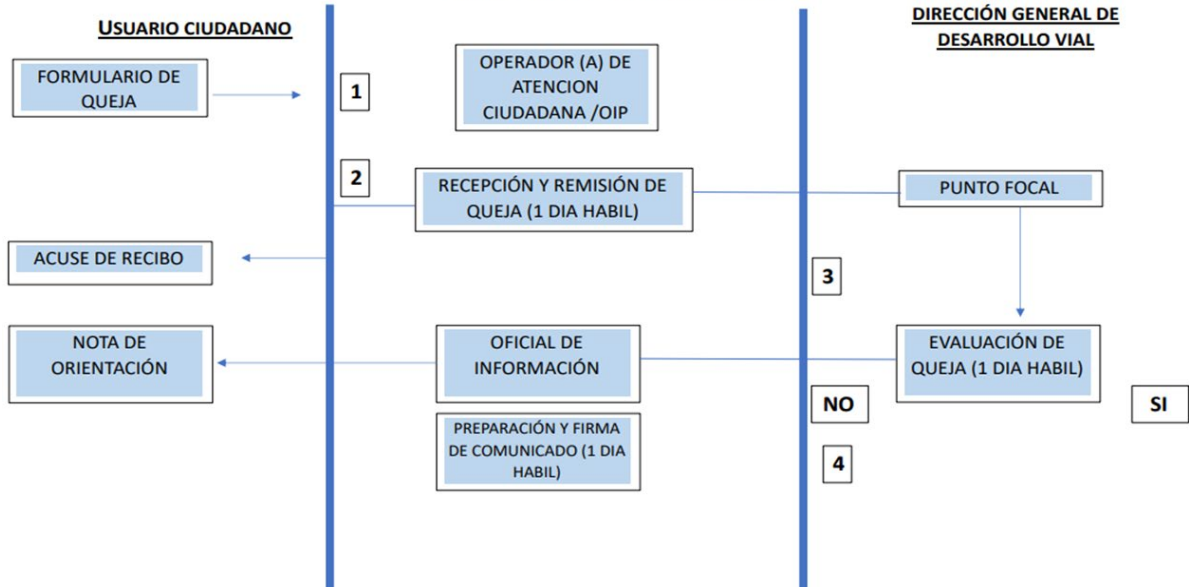 USUARIO CIUDADANO
DIRECCIÓN GENERAL DE
DESARROLLO VIAL
FORMULARIO DE
QUEJA
1
OPERADOR (A) DE
ATENCION
CIUDADANA /OIP
2
RECEPCIÓN Y REMISIÓN DE
QUEJA (1 DIA HABIL)
PUNTO FOCAL
ACUSE DE RECIBO
3
NOTA DE
ORIENTACIÓN
OFICIAL DE
INFORMACIÓN
EVALUACIÓN DE
QUEJA (1 DIA HABIL)
NO
SI
PREPARACIÓN Y FIRMA
DE COMUNICADO (1 DIA
HABIL)
4